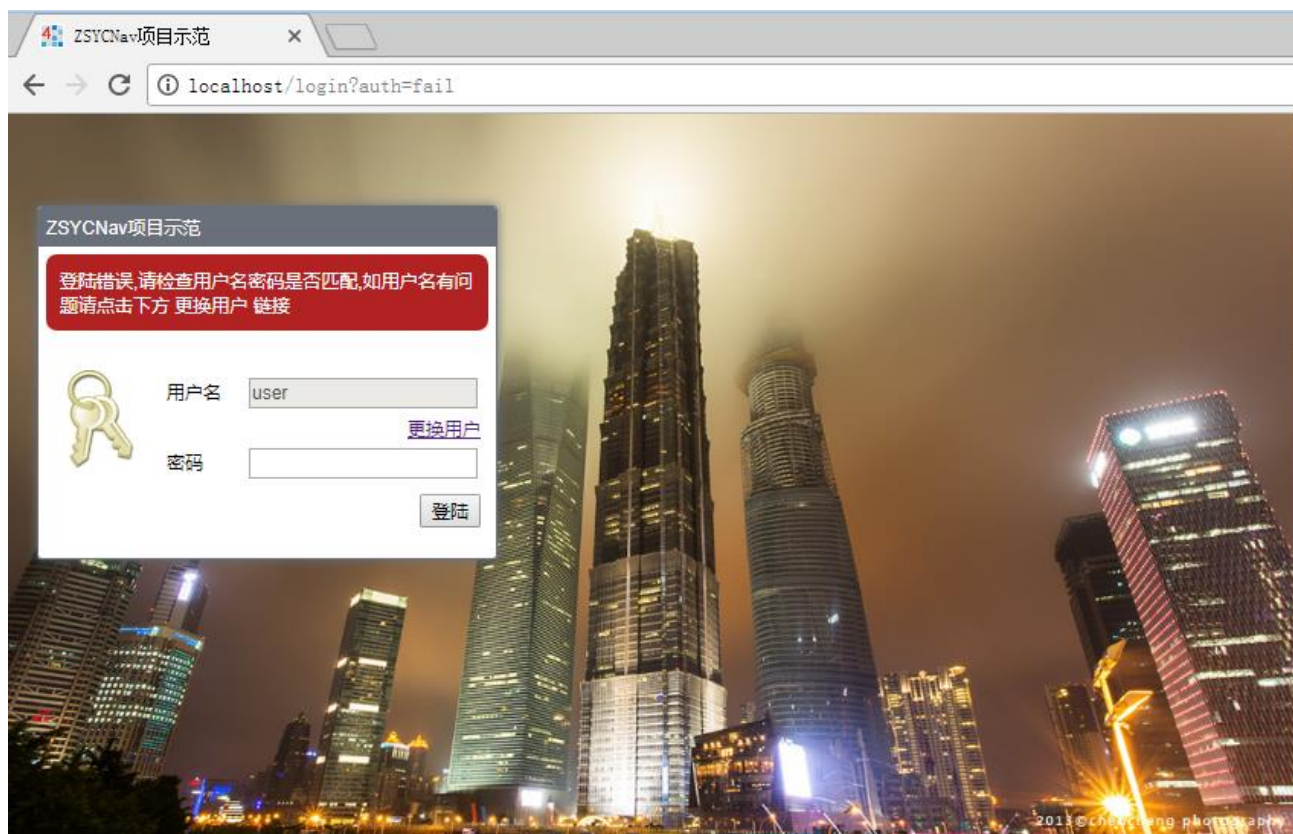 ZSYCNav项目示范
localhost/login?auth=fail
ZSYCNav项目示范
登陆错误,请检查用户名密码是否匹配,如用户名有问
题请点击下方 更换用户 链接
用户名 user
更换用户
密码
登陆